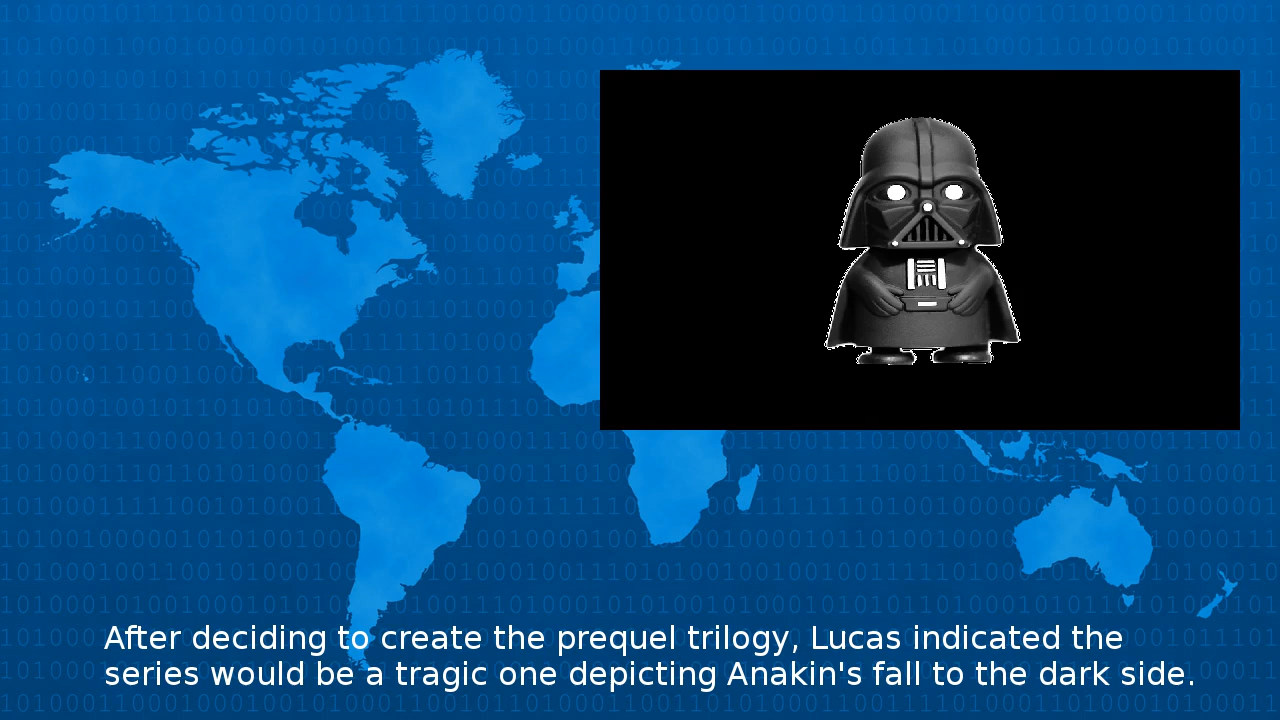 After deciding to create the prequel trilogy, Lucas indicated the
series would be a tragic one depicting Anakin's fall to the dark side.